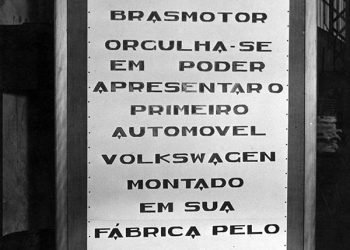 BRASMOTOR
ORGULHA-SE
EM PODER
APRESENTAR O
PRIMEIRO
AUTOMOVEL
VOLKSWAGEN
MONTADO
EM SUA
FÁBRICA PELO